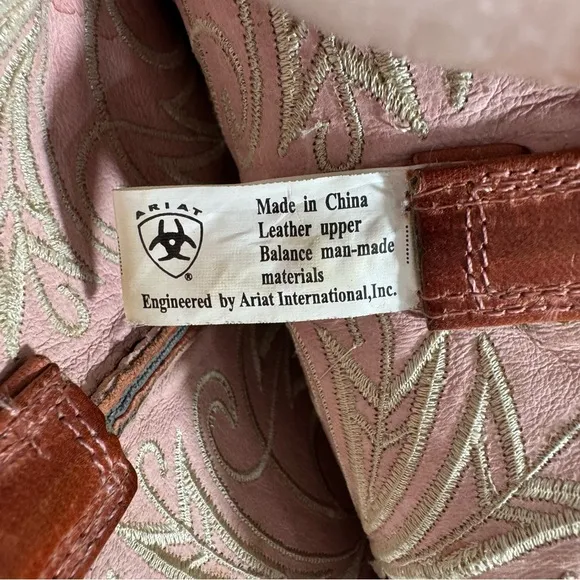 ARIAT
®
Made in China
Leather upper
Balance man-made
materials
Engineered by Ariat International,Inc.